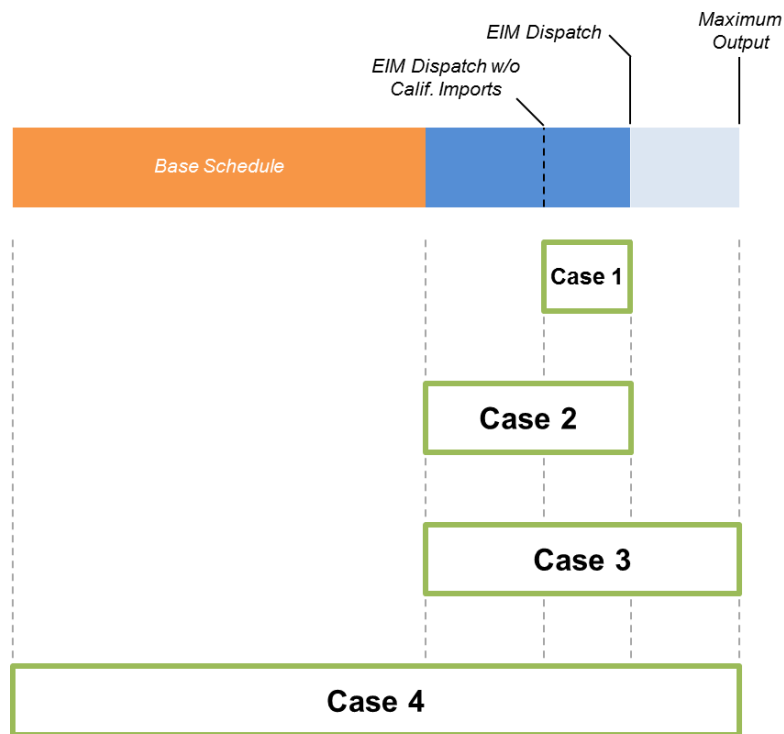 Maximum
Output
EIM Dispatch
EIM Dispatch w/o
Calif. Imports
Base Schedule
Case 1
Case 2
Case 3
Case 4